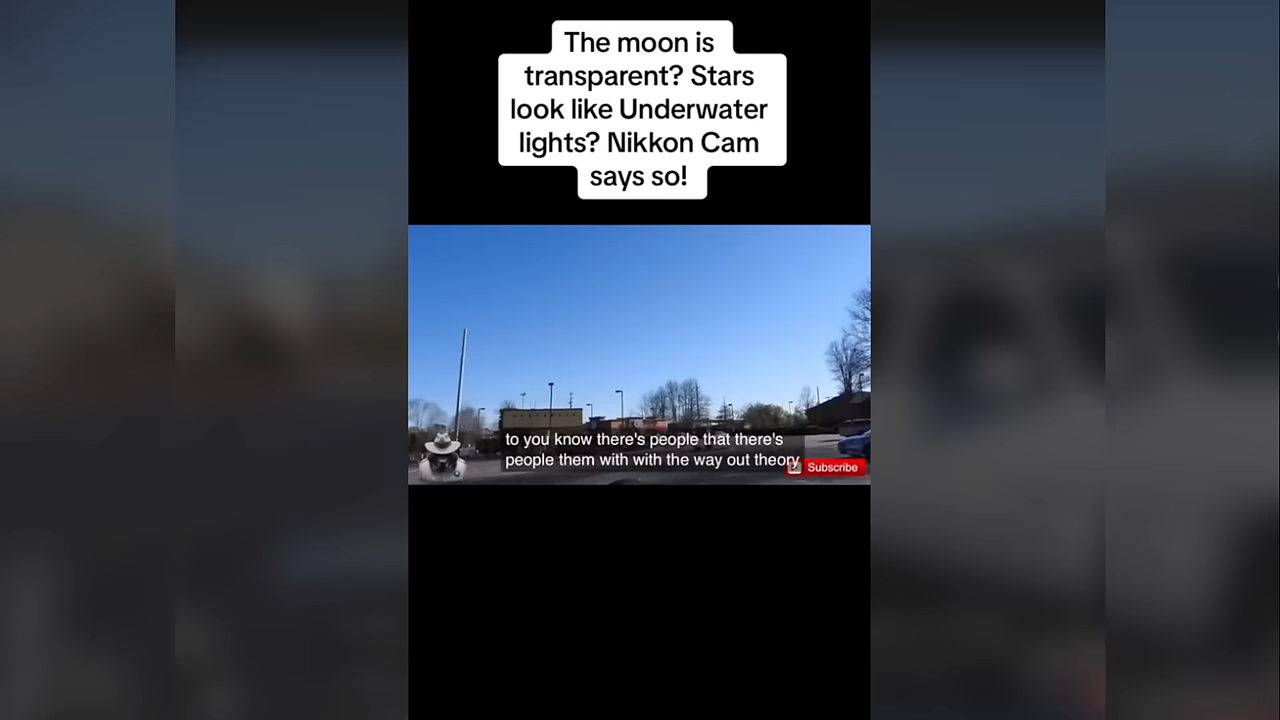 The moon is
transparent? Stars
look like Underwater
lights? Nikkon Cam
says so!
to you know there's people that there's
people them with with the way out theory
Subscribe